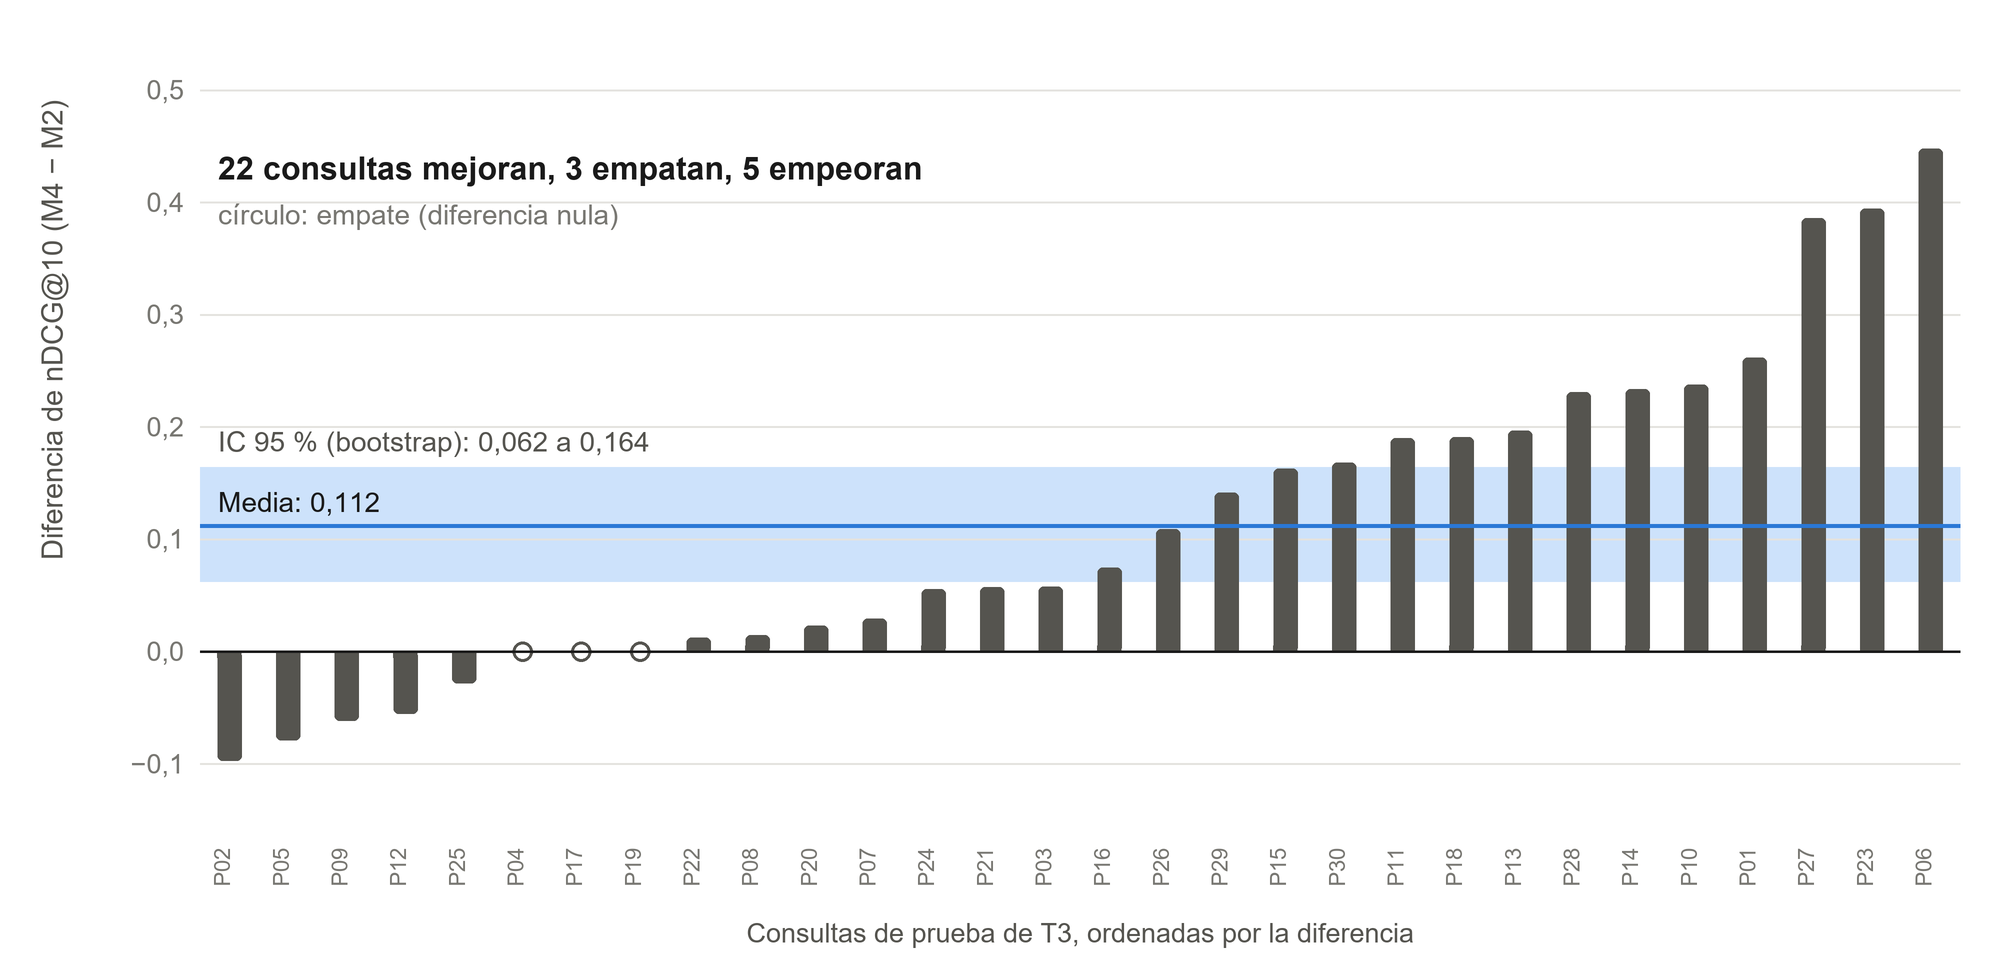 Diferencia de nDCG@10 (M4 − M2)
0,5
22 consultas mejoran, 3 empatan, 5 empeoran
0,4
círculo: empate (diferencia nula)
0,3
0,2
IC 95 % (bootstrap): 0,062 a 0,164
Media: 0,112
0,1
0,0
−0,1
P02 P05 P09 P12 P25 P04 P17 P19 P22 P08 P20 P07 P24 P21 P03 P16 P26 P29 P15 P30 P11 P18 P13 P28 P14 P10 P01 P27 P23 P06
Consultas de prueba de T3, ordenadas por la diferencia